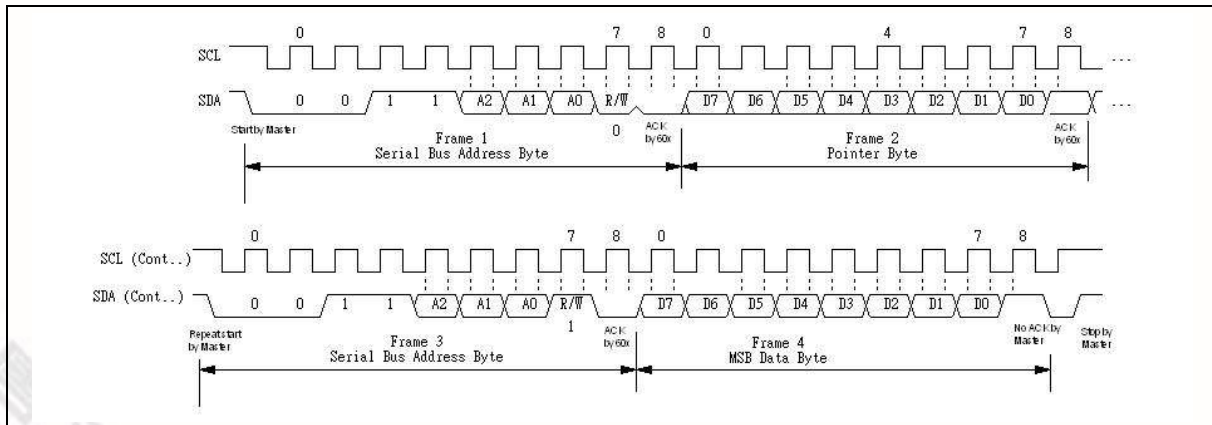 0 7 8 0 4 7 8
SCL ...
SDA 0 0 1 1 A2 A1 A0 R/W D7 D6 D5 D4 D3 D2 D1 D0 ...
Start by Master 0 ACK by 60x ACK by 60x
Frame 1 Frame 2
Serial Bus Address Byte Pointer Byte
0 7 8 0 7 8
SCL (Cont..)
SDA (Cont..) 0 0 1 1 A2 A1 A0 R/W D7 D6 D5 D4 D3 D2 D1 D0
Repeat start by Master 1 ACK by 60x No ACK by Master Stop by Master
Frame 3 Frame 4
Serial Bus Address Byte MSB Data Byte